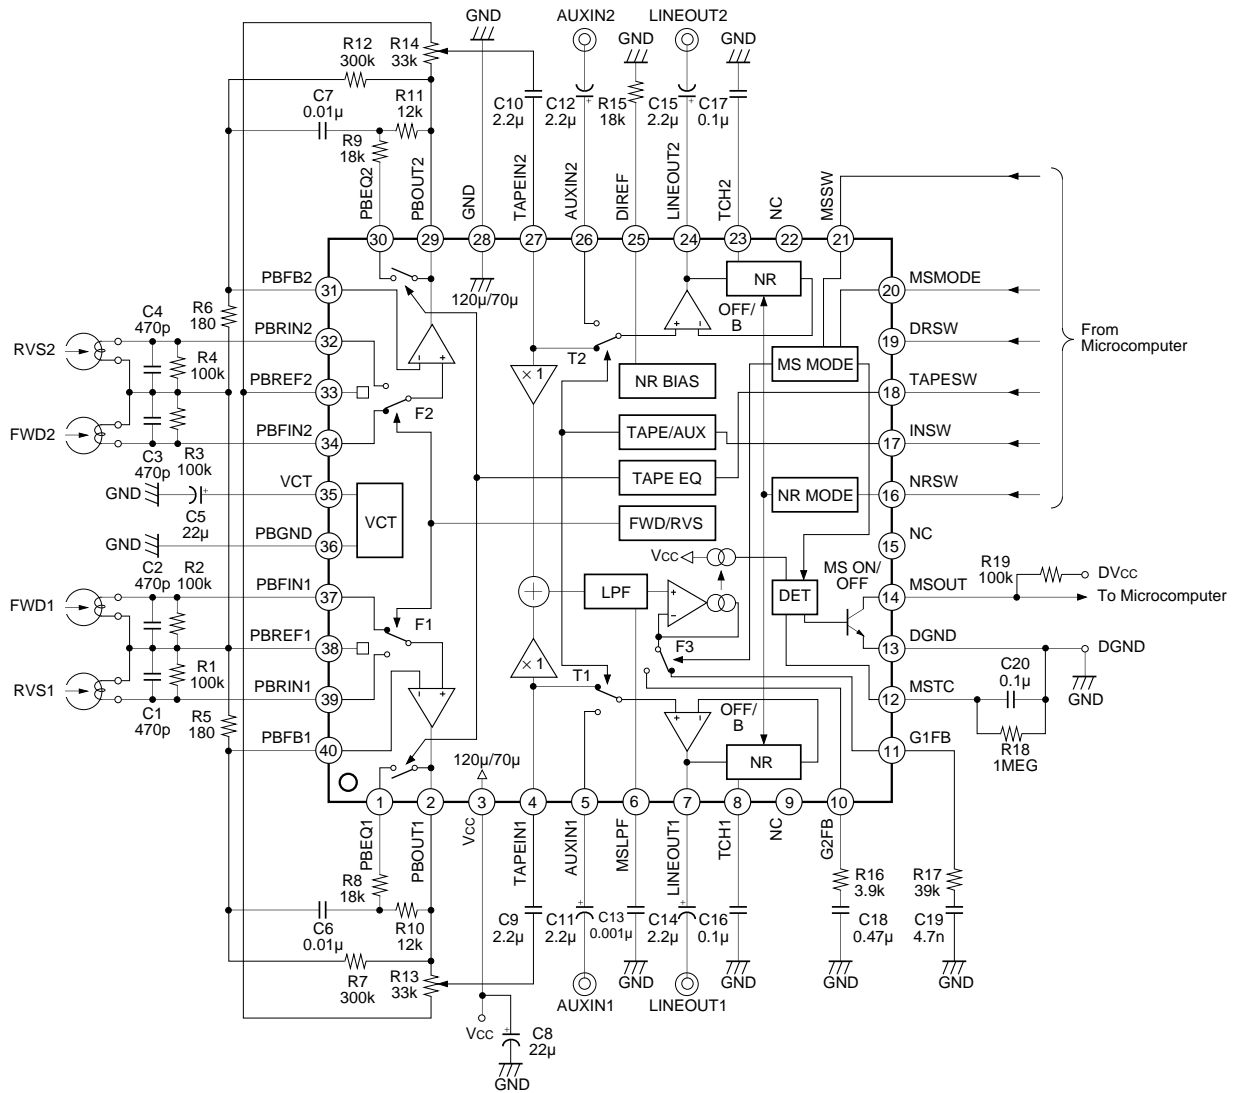 GND
AUXIN2
LINEOUT2
GND
GND
R12
300k
R14
33k
C7
0.01µ
R11
12k
R9
18k
C10
2.2µ
C12
2.2µ
+
R15
18k
C15
2.2µ
+
C17
0.1µ
PBEQ2
PBOUT2
GND
TAPEIN2
AUXIN2
DIREF
LINEOUT2
TCH2
NC
MSSW
30
29
28
27
26
25
24
23
22
21
PBFB2
31
120µ/70µ
NR
OFF/
B
20
MSMODE
R6
180
C4
470p
PBRIN2
32
19
DRSW
From
Microcomputer
RVS2
R4
100k
+
−
T2
× 1
MS MODE
PBREF2
33
NR BIAS
18
TAPESW
F2
FWD2
PBFIN2
34
TAPE/AUX
17
INSW
C3
470p
R3
100k
VCT
35
TAPE EQ
NR MODE
16
NRSW
GND
+
C5
22µ
VCT
FWD/RVS
GND
PBGND
36
15
NC
C2
470p
R2
100k
VCC
MS ON/
OFF
R19
100k
DVCC
PBFIN1
37
+
LPF
+
−
DET
14
MSOUT
To Microcomputer
FWD1
F1
PBREF1
38
× 1
F3
13
DGND
DGND
C20
0.1µ
GND
R1
100k
RVS1
PBRIN1
39
−
+
T1
12
MSTC
C1
470p
R5
180
PBFB1
40
+
−
OFF/
B
11
G1FB
R18
1MEG
120µ/70µ
NR
1
2
3
4
5
6
7
8
9
10
PBEQ1
PBOUT1
VCC
TAPEIN1
AUXIN1
MSLPF
LINEOUT1
TCH1
NC
G2FB
R8
18k
R16
3.9k
R17
39k
C6
0.01µ
R10
12k
C9
2.2µ
C11
2.2µ
+
C13
0.001µ
C14
2.2µ
+
C16
0.1µ
C18
0.47µ
C19
4.7n
R7
300k
R13
33k
GND
GND
GND
GND
AUXIN1
LINEOUT1
VCC
+
C8
22µ
GND